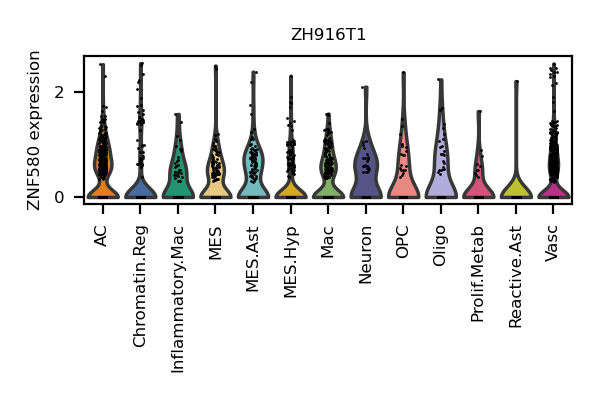 ZH916T1
ZNF580 expression
2
0
AC
Chromatin.Reg
Inflammatory.Mac
MES
MES.Ast
MES.Hyp
Mac
Neuron
OPC
Oligo
Prolif.Metab
Reactive.Ast
Vasc